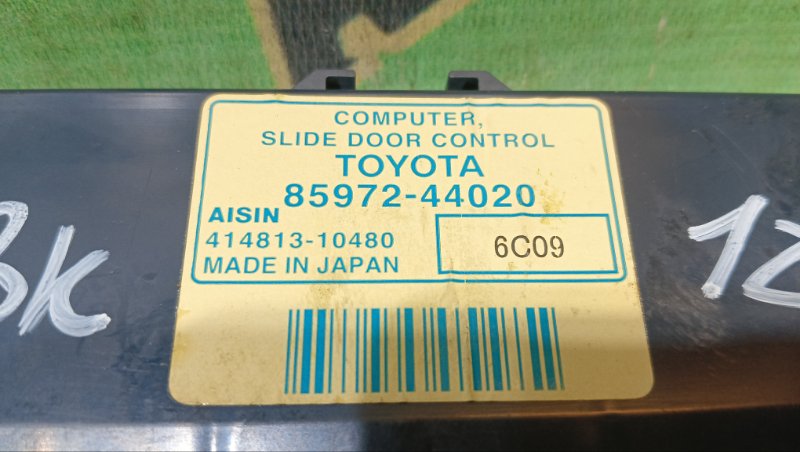 COMPUTER,
SLIDE DOOR CONTROL
TOYOTA
85972-44020
AISIN
414813-10480
6C09
MADE IN JAPAN